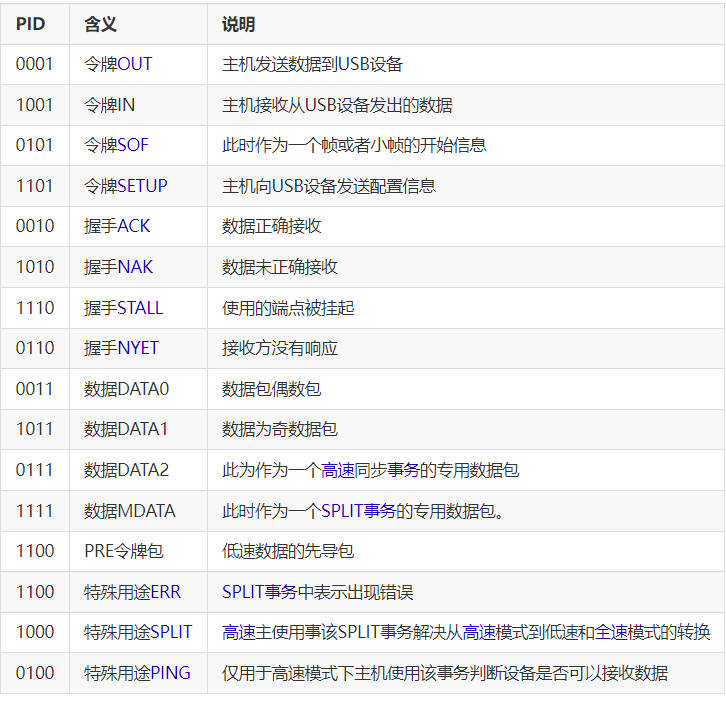 PID 含义 说明
0001 令牌OUT 主机发送数据到USB设备
1001 令牌IN 主机接收从USB设备发出的数据
0101 令牌SOF 此时作为一个帧或者小帧的开始信息
1101 令牌SETUP 主机向USB设备发送配置信息
0010 握手ACK 数据正确接收
1010 握手NAK 数据未正确接收
1110 握手STALL 使用的端点被挂起
0110 握手NYET 接收方没有响应
0011 数据DATA0 数据包偶数包
1011 数据DATA1 数据为奇数据包
0111 数据DATA2 此为作为一个高速同步事务的专用数据包
1111 数据MDATA 此时作为一个SPLIT事务的专用数据包。
1100 PRE令牌包 低速数据的先导包
1100 特殊用途ERR SPLIT事务中表示出现错误
1000 特殊用途SPLIT 高速主使用事该SPLIT事务解决从高速模式到低速和全速模式的转换
0100 特殊用途PING 仅用于高速模式下主机使用该事务判断设备是否可以接收数据